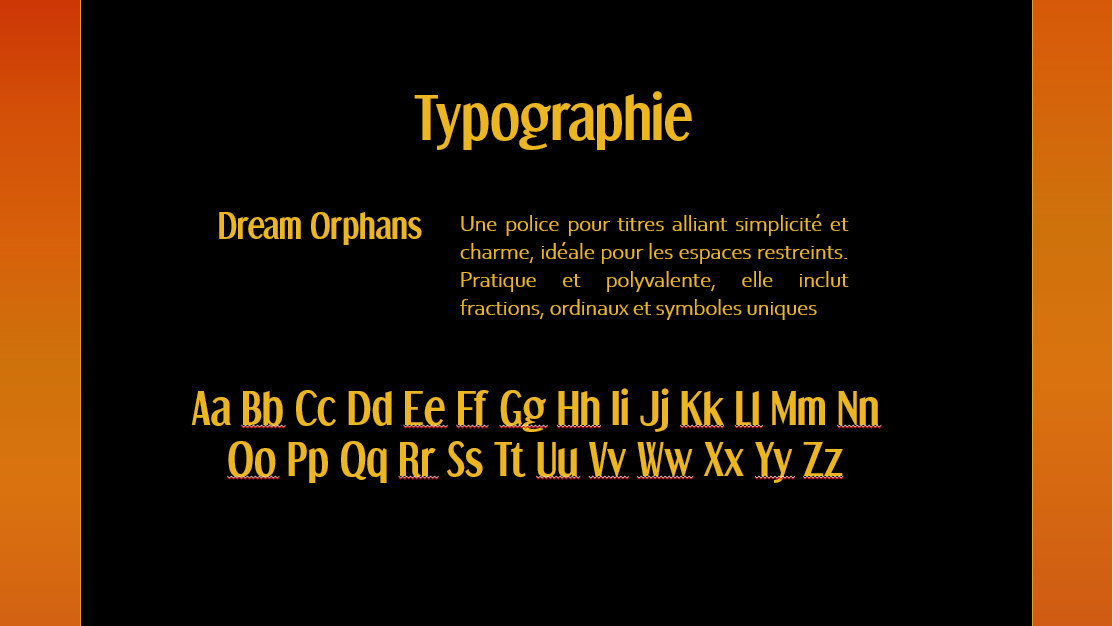 Typographie
Dream Orphans
Une police pour titres alliant simplicité et
charme, idéale pour les espaces restreints.
Pratique et polyvalente, elle inclut
fractions, ordinaux et symboles uniques
Aa Bb Cc Dd Ee Ff Gg Hh Ii Jj Kk Ll Mm Nn
Oo Pp Qq Rr Ss Tt Uu Vv Ww Xx Yy Zz